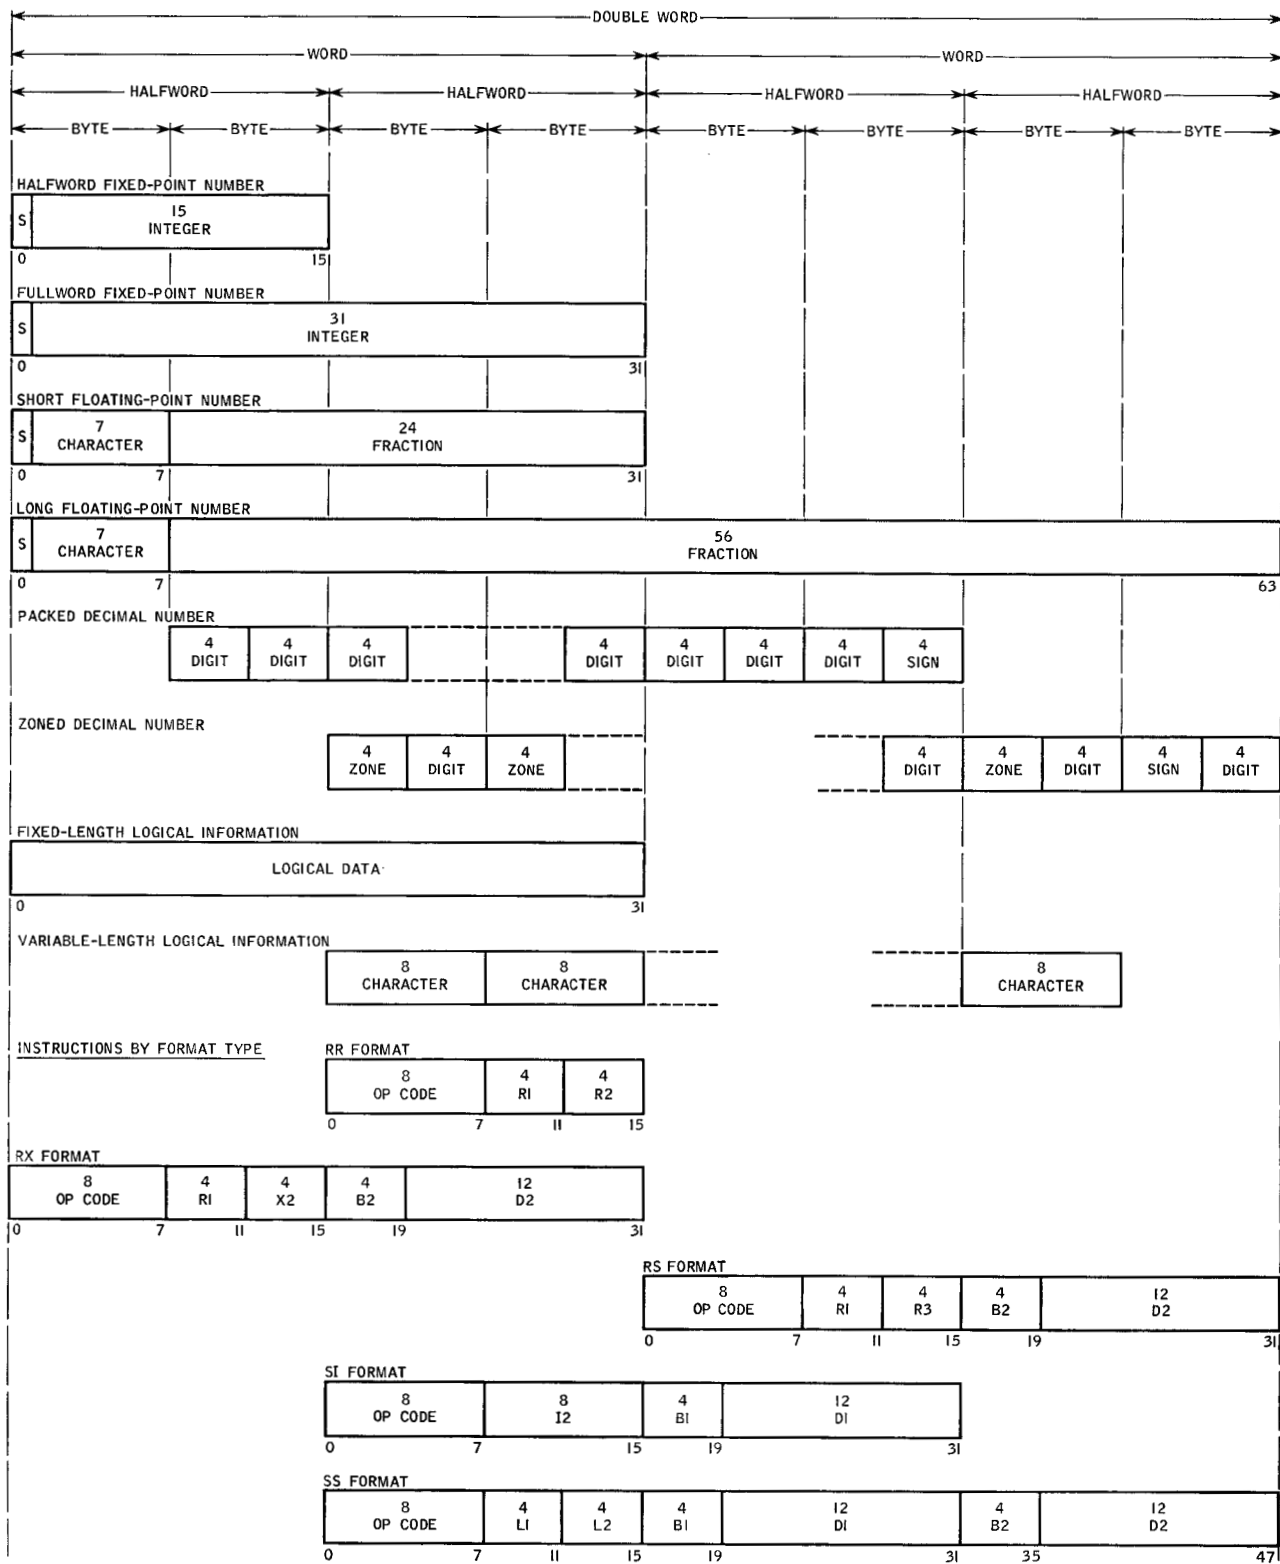 DOUBLE WORD
WORD WORD
HALFWORD HALFWORD HALFWORD HALFWORD
BYTE BYTE BYTE BYTE BYTE BYTE BYTE BYTE
HALFWORD FIXED-POINT NUMBER
S 15 INTEGER
0 15
FULLWORD FIXED-POINT NUMBER
S 31 INTEGER
0 31
SHORT FLOATING-POINT NUMBER
S 7 CHARACTER 24 FRACTION
0 7 31
LONG FLOATING-POINT NUMBER
S 7 CHARACTER 56 FRACTION
0 7 63
PACKED DECIMAL NUMBER
4 DIGIT 4 DIGIT 4 DIGIT 4 DIGIT 4 DIGIT 4 DIGIT 4 DIGIT 4 SIGN
ZONED DECIMAL NUMBER
4 ZONE 4 DIGIT 4 ZONE 4 DIGIT 4 ZONE 4 DIGIT 4 SIGN 4 DIGIT
FIXED-LENGTH LOGICAL INFORMATION
LOGICAL DATA
0 31
VARIABLE-LENGTH LOGICAL INFORMATION
8 CHARACTER 8 CHARACTER 8 CHARACTER
INSTRUCTIONS BY FORMAT TYPE
RR FORMAT
8 OP CODE 4 R1 4 R2
0 7 11 15
RX FORMAT
8 OP CODE 4 R1 4 X2 4 B2 12 D2
0 7 11 15 19 31
RS FORMAT
8 OP CODE 4 R1 4 R3 4 B2 12 D2
0 7 11 15 19 31
SI FORMAT
8 OP CODE 8 I2 4 B1 12 D1
0 7 15 19 31
SS FORMAT
8 OP CODE 4 L1 4 L2 4 B1 12 D1 4 B2 12 D2
0 7 11 15 19 31 35 47